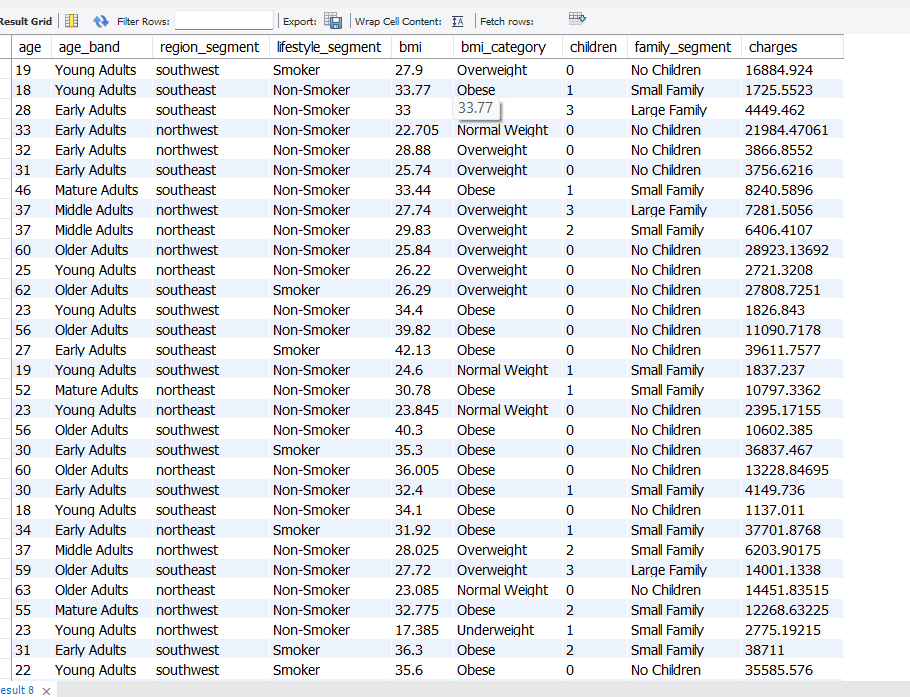 Result Grid Filter Rows: Export: Wrap Cell Content: Fetch rows:
age age_band region_segment lifestyle_segment bmi bmi_category children family_segment charges
19 Young Adults southwest Smoker 27.9 Overweight 0 No Children 16884.924
18 Young Adults southeast Non-Smoker 33.77 Obese 1 Small Family 1725.5523
33.77
28 Early Adults southeast Non-Smoker 33 3 Large Family 4449.462
33 Early Adults northwest Non-Smoker 22.705 Normal Weight 0 No Children 21984.47061
32 Early Adults northwest Non-Smoker 28.88 Overweight 0 No Children 3866.8552
31 Early Adults southeast Non-Smoker 25.74 Overweight 0 No Children 3756.6216
46 Mature Adults southeast Non-Smoker 33.44 Obese 1 Small Family 8240.5896
37 Middle Adults northwest Non-Smoker 27.74 Overweight 3 Large Family 7281.5056
37 Middle Adults northeast Non-Smoker 29.83 Overweight 2 Small Family 6406.4107
60 Older Adults northwest Non-Smoker 25.84 Overweight 0 No Children 28923.13692
25 Young Adults northeast Non-Smoker 26.22 Overweight 0 No Children 2721.3208
62 Older Adults southeast Smoker 26.29 Overweight 0 No Children 27808.7251
23 Young Adults southwest Non-Smoker 34.4 Obese 0 No Children 1826.843
56 Older Adults southeast Non-Smoker 39.82 Obese 0 No Children 11090.7178
27 Early Adults southeast Smoker 42.13 Obese 0 No Children 39611.7577
19 Young Adults southwest Non-Smoker 24.6 Normal Weight 1 Small Family 1837.237
52 Mature Adults northeast Non-Smoker 30.78 Obese 1 Small Family 10797.3362
23 Young Adults northeast Non-Smoker 23.845 Normal Weight 0 No Children 2395.17155
56 Older Adults southwest Non-Smoker 40.3 Obese 0 No Children 10602.385
30 Early Adults southwest Smoker 35.3 Obese 0 No Children 36837.467
60 Older Adults northeast Non-Smoker 36.005 Obese 0 No Children 13228.84695
30 Early Adults southwest Non-Smoker 32.4 Obese 1 Small Family 4149.736
18 Young Adults southeast Non-Smoker 34.1 Obese 0 No Children 1137.011
34 Early Adults northeast Smoker 31.92 Obese 1 Small Family 37701.8768
37 Middle Adults northwest Non-Smoker 28.025 Overweight 2 Small Family 6203.90175
59 Older Adults southeast Non-Smoker 27.72 Overweight 3 Large Family 14001.1338
63 Older Adults northeast Non-Smoker 23.085 Normal Weight 0 No Children 14451.83515
55 Mature Adults northwest Non-Smoker 32.775 Obese 2 Small Family 12268.63225
23 Young Adults northwest Non-Smoker 17.385 Underweight 1 Small Family 2775.19215
31 Early Adults southwest Smoker 36.3 Obese 2 Small Family 38711
22 Young Adults southwest Smoker 35.6 Obese 0 No Children 35585.576
esult 8